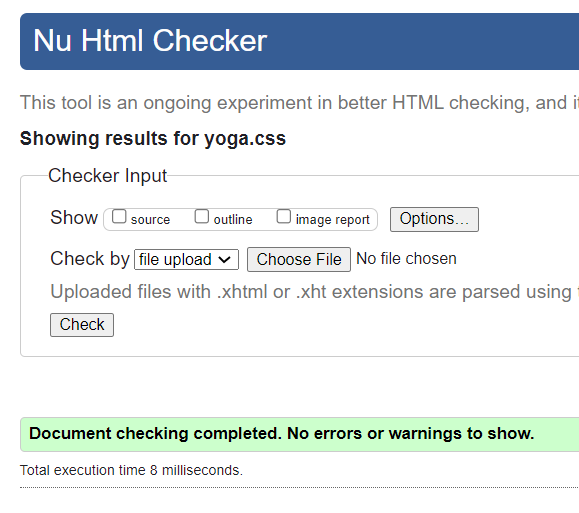 Nu Html Checker
This tool is an ongoing experiment in better HTML checking, and
Showing results for yoga.css
Checker Input
Show source outline image report Options...
Check by file upload Choose File No file chosen
Uploaded files with .xhtml or .xht extensions are parsed using
Check
Document checking completed. No errors or warnings to show.
Total execution time 8 milliseconds.